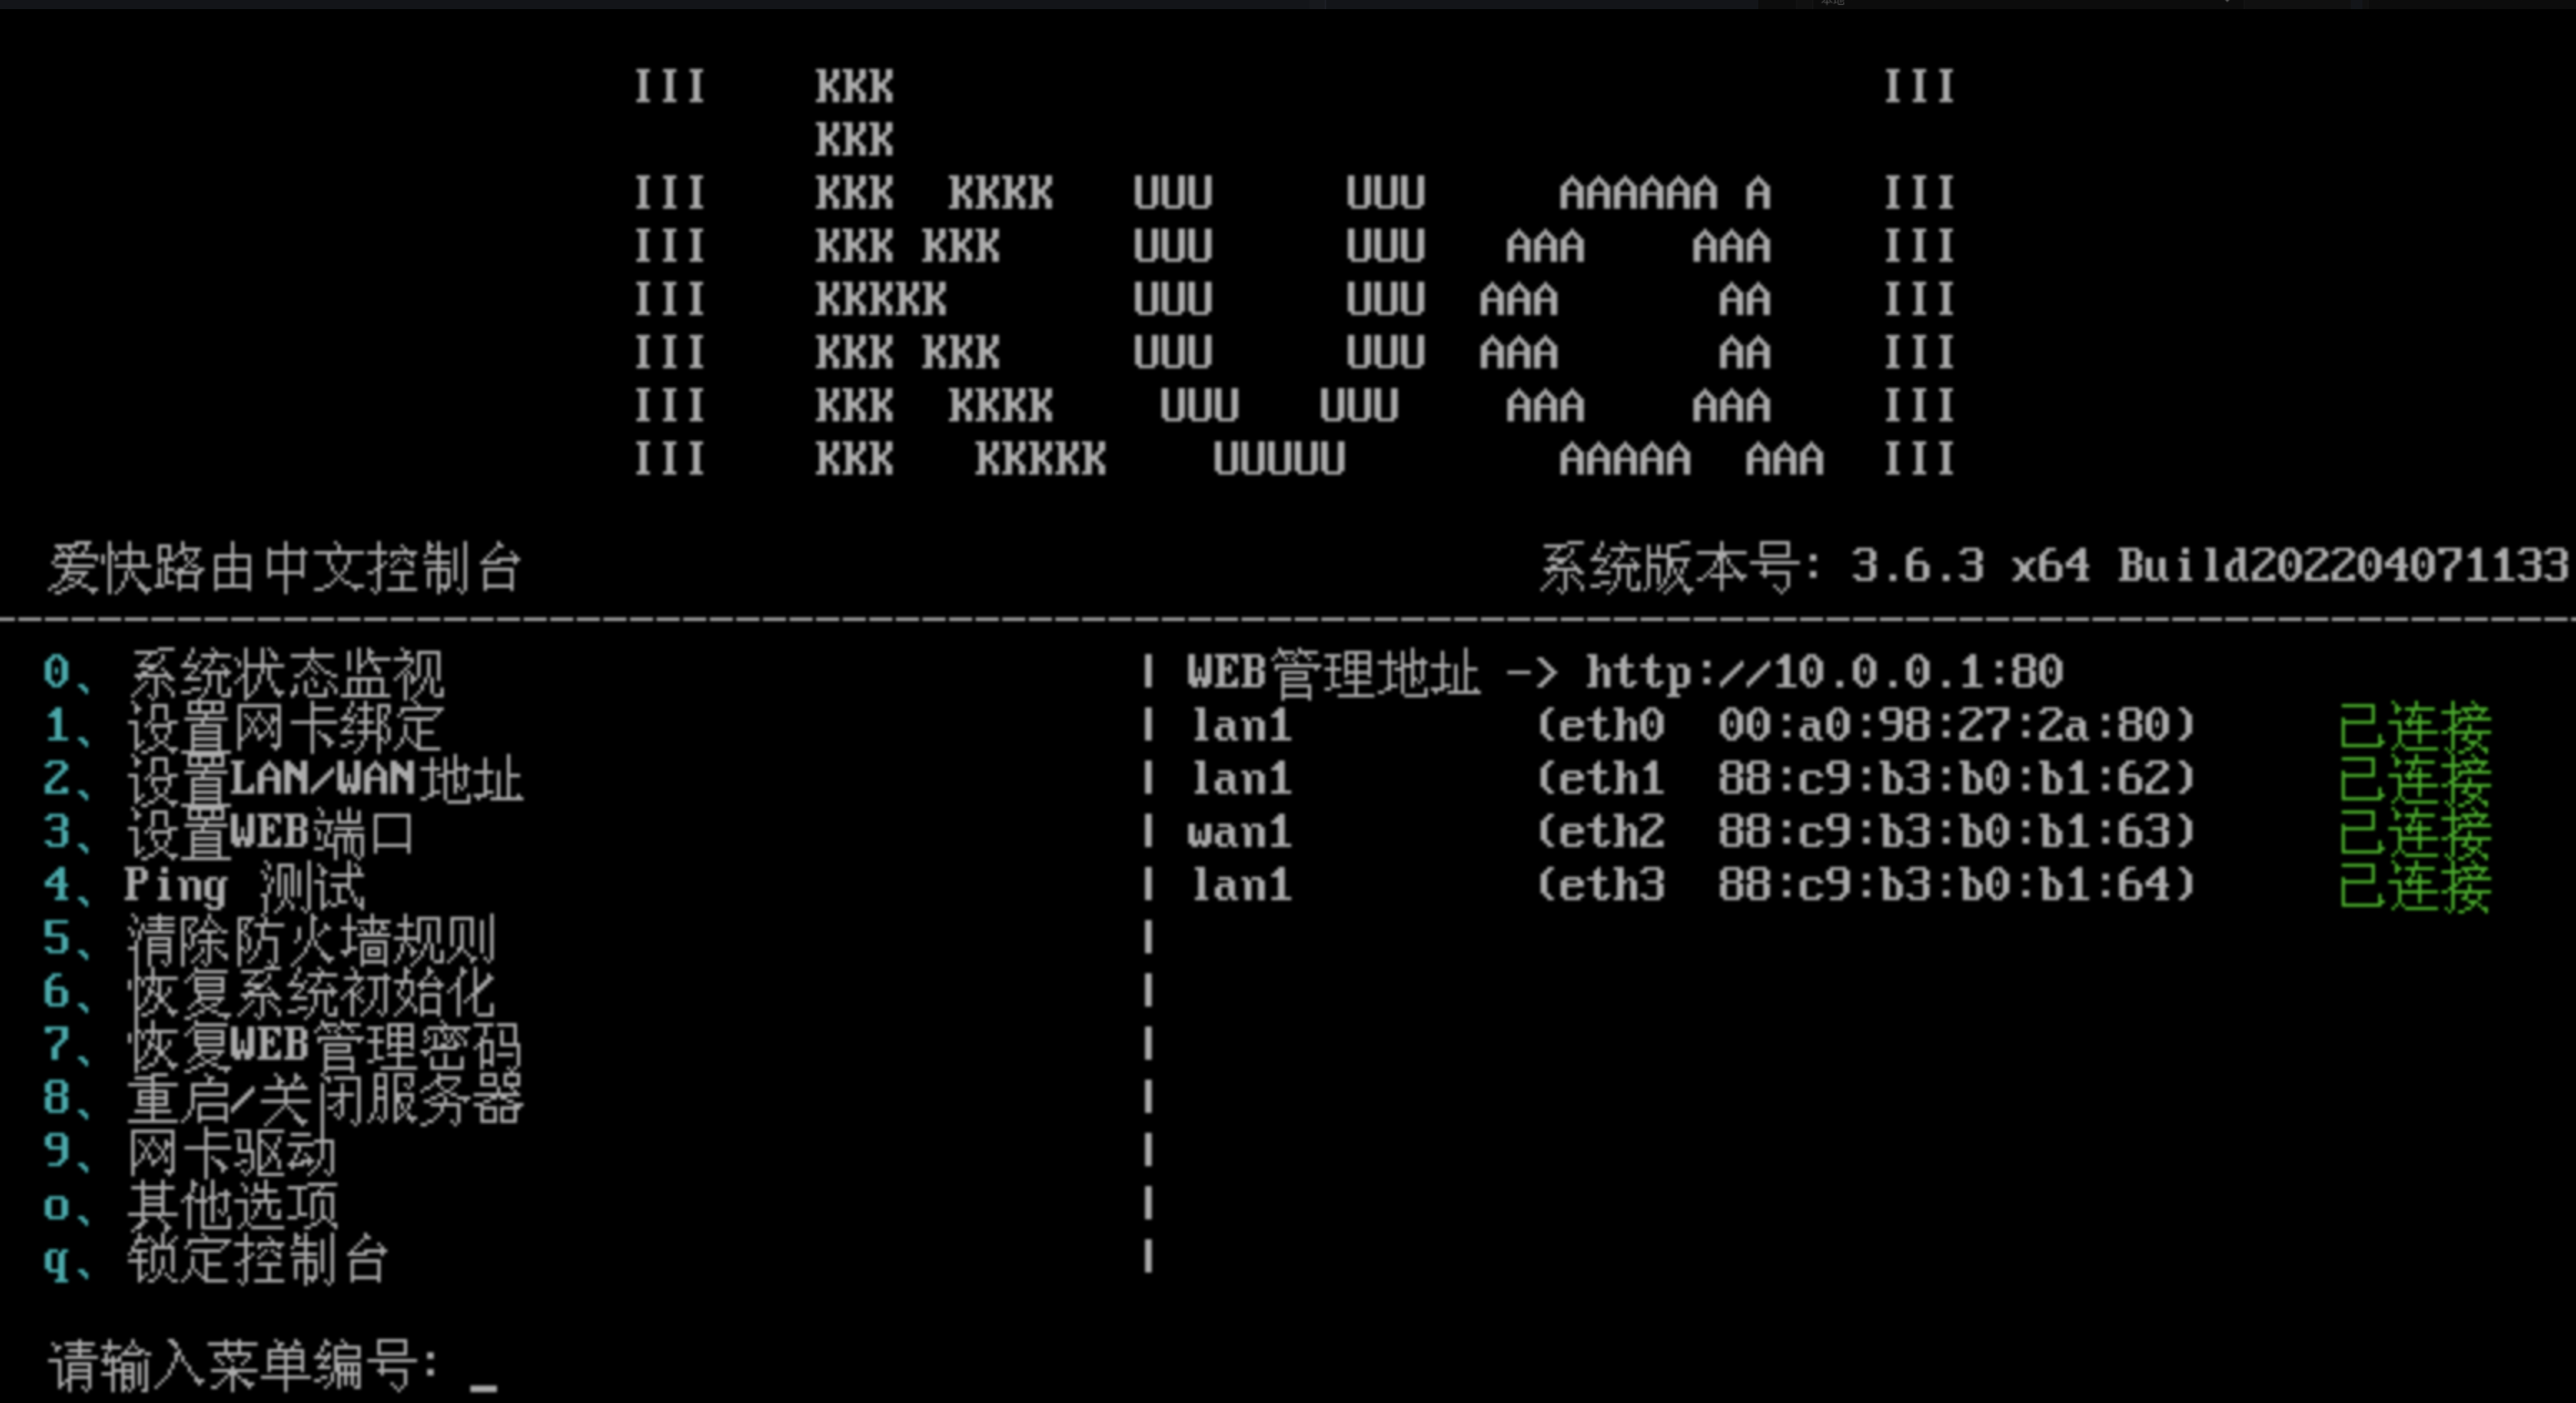 III    KKK                                     III
       KKK
III    KKK  KKKK   UUU     UUU     AAAAAA A    III
III    KKK KKK     UUU     UUU   AAA    AAA    III
III    KKKKK       UUU     UUU  AAA      AA    III
III    KKK KKK     UUU     UUU  AAA      AA    III
III    KKK  KKKK    UUU   UUU    AAA    AAA    III
III    KKK   KKKKK    UUUUU        AAAAA  AAA  III
爱快路由中文控制台 系统版本号: 3.6.3 x64 Build202204071133
0、系统状态监视 | WEB管理地址 -> http://10.0.0.1:80
1、设置网卡绑定 | lan1 (eth0 00:a0:98:27:2a:80) 已连接
2、设置LAN/WAN地址 | lan1 (eth1 88:c9:b3:b0:b1:62) 已连接
3、设置WEB端口 | wan1 (eth2 88:c9:b3:b0:b1:63) 已连接
4、Ping 测试 | lan1 (eth3 88:c9:b3:b0:b1:64) 已连接
5、清除防火墙规则 |
6、恢复系统初始化 |
7、恢复WEB管理密码 |
8、重启/关闭服务器 |
9、网卡驱动 |
o、其他选项 |
q、锁定控制台 |
请输入菜单编号: _